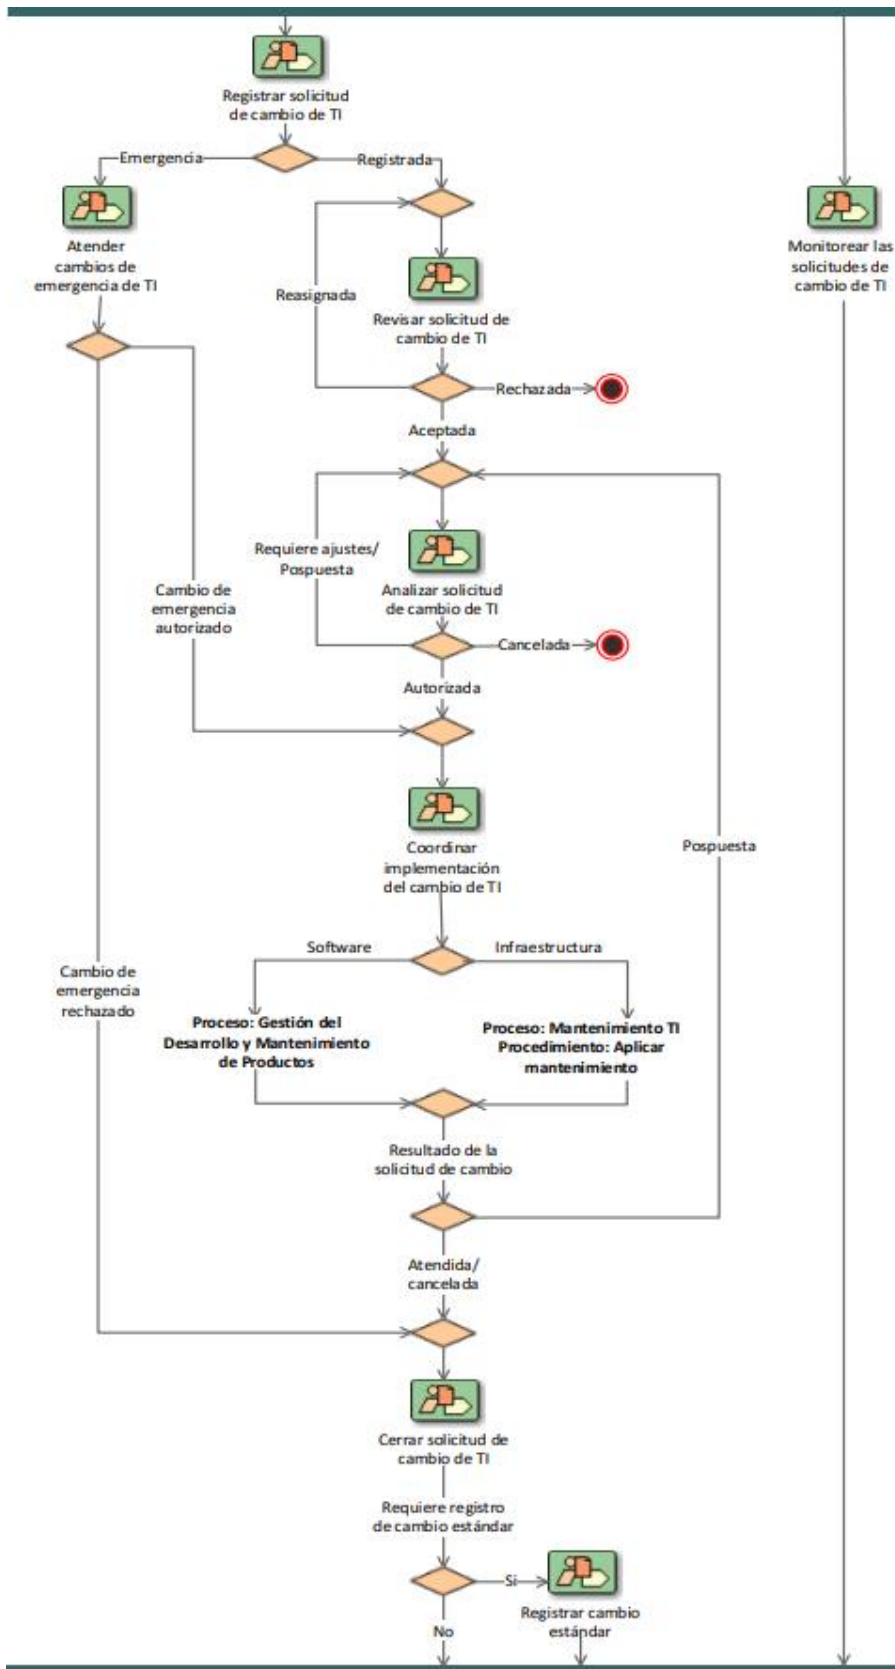 Registrar solicitud
de cambio de TI
Emergencia
Registrada
Atender
cambios de
emergencia de TI
Monitorear las
solicitudes de
cambio de TI
Reasignada
Revisar solicitud de
cambio de TI
Rechazada
Aceptada
Requiere ajustes/
Pospuesta
Analizar solicitud
de cambio de TI
Cambio de
emergencia
autorizado
Cancelada
Autorizada
Coordinar
implementación
del cambio de TI
Pospuesta
Software
Infraestructura
Cambio de
emergencia
rechazado
Proceso: Gestión del
Desarrollo y Mantenimiento
de Productos
Proceso: Mantenimiento TI
Procedimiento: Aplicar
mantenimiento
Resultado de la
solicitud de cambio
Atendida/
cancelada
Cerrar solicitud de
cambio de TI
Requiere registro
de cambio estándar
Si
Registrar cambio
estándar
No